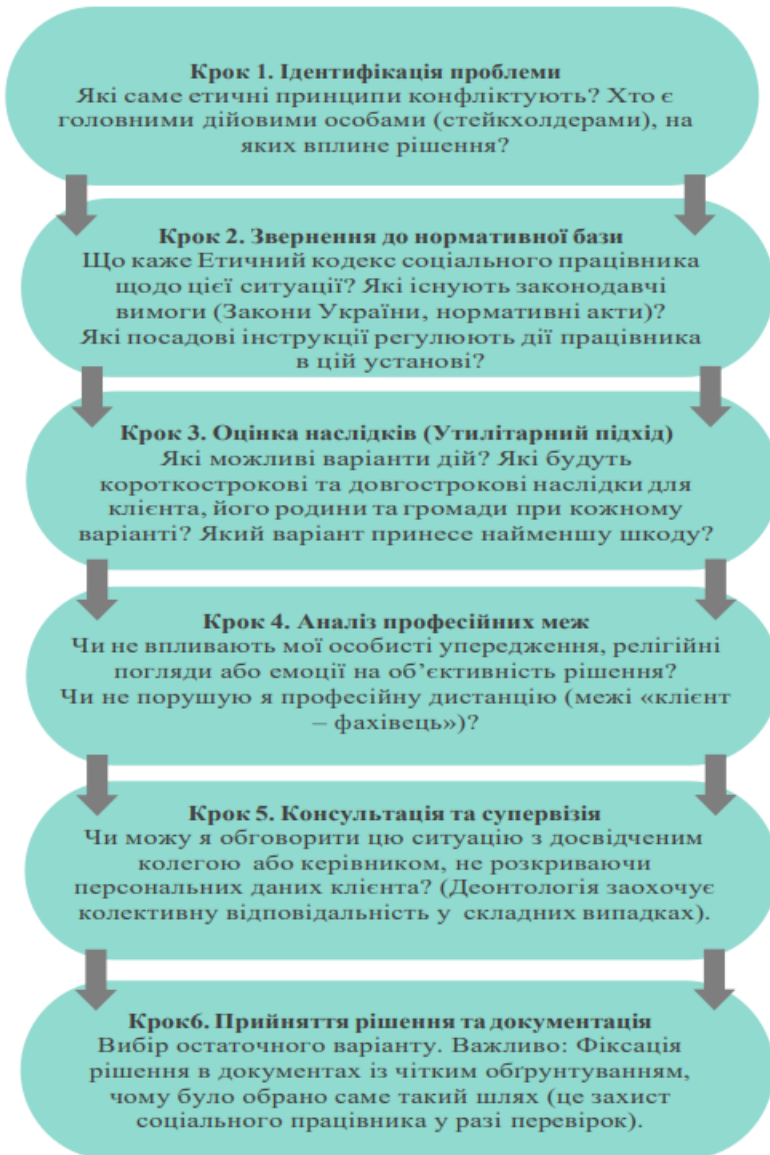 Крок 1. Ідентифікація проблеми
Які саме етичні принципи конфліктують? Хто є
головними дійовими особами (стейкхолдерами), на
яких вплине рішення?
Крок 2. Звернення до нормативної бази
Що каже Етичний кодекс соціального працівника
щодо цієї ситуації? Які існують законодавчі
вимоги (Закони України, нормативні акти)?
Які посадові інструкції регулюють дії працівника
в цій установі?
Крок 3. Оцінка наслідків (Утилітарний підхід)
Які можливі варіанти дій? Які будуть
короткострокові та довгострокові наслідки для
клієнта, його родини та громади при кожному
варіанті? Який варіант принесе найменшу шкоду?
Крок 4. Аналіз професійних меж
Чи не впливають мої особисті упередження, релігійні
погляди або емоції на об’єктивність рішення?
Чи не порушую я професійну дистанцію (межі «клієнт
– фахівець»)?
Крок 5. Консультація та супервізія
Чи можу я обговорити цю ситуацію з досвідченим
колегою або керівником, не розкриваючи
персональних даних клієнта? (Деонтологія заохочує
колективну відповідальність у складних випадках).
Крок6. Прийняття рішення та документація
Вибір остаточного варіанту. Важливо: Фіксація
рішення в документах із чітким обґрунтуванням,
чому було обрано саме такий шлях (це захист
соціального працівника у разі перевірок).